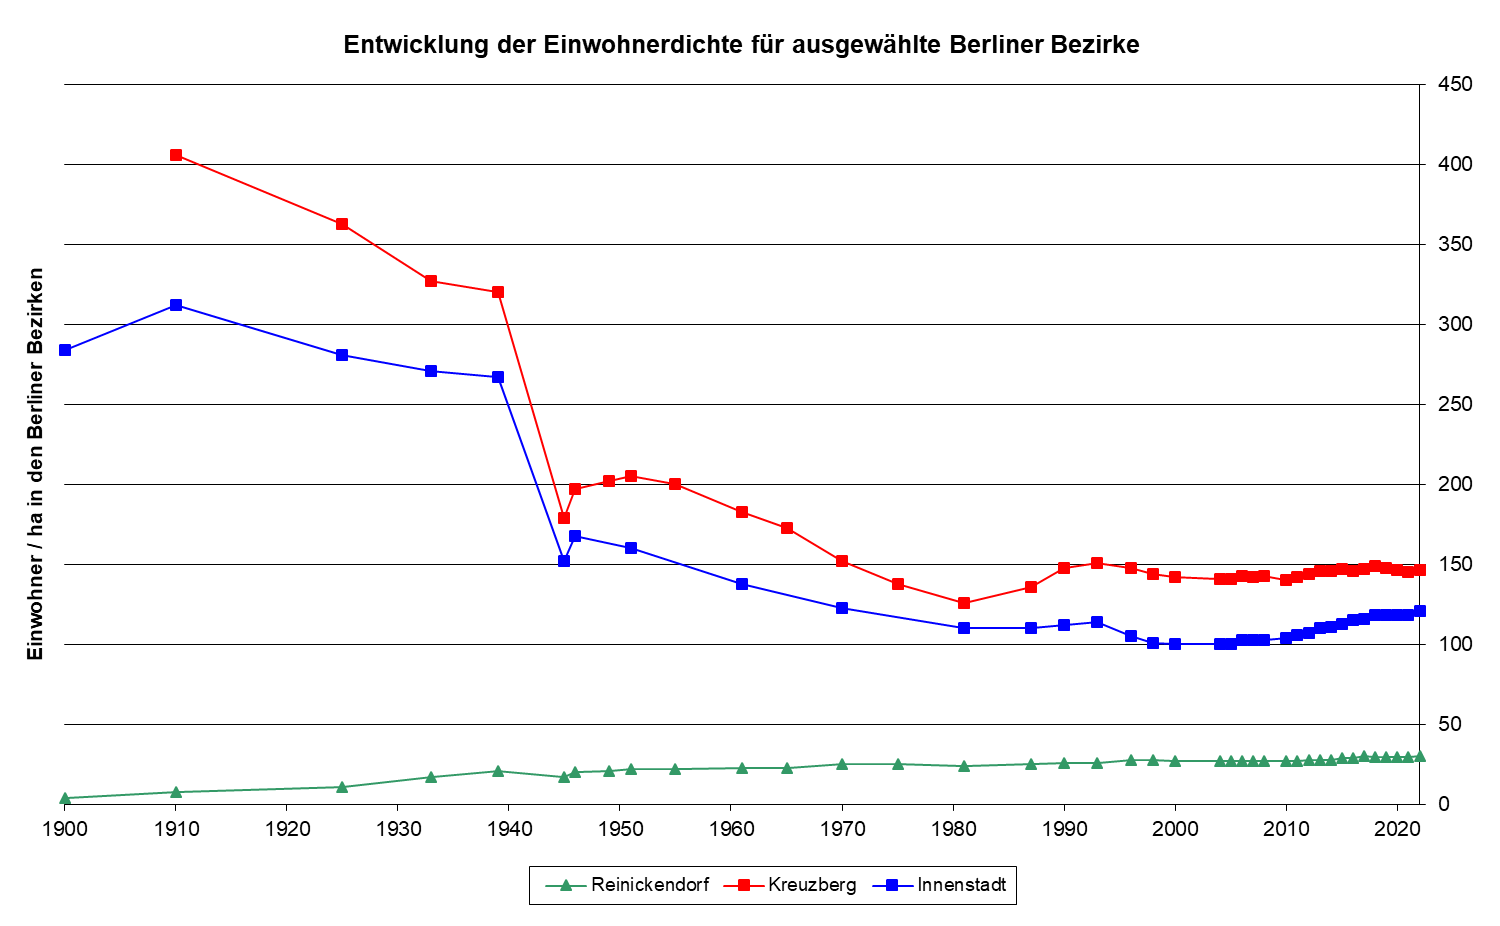 Entwicklung der Einwohnerdichte für ausgewählte Berliner Bezirke
Einwohner / ha in den Berliner Bezirken
450
400
350
300
250
200
150
100
50
0
1900 1910 1920 1930 1940 1950 1960 1970 1980 1990 2000 2010 2020
Reinickendorf Kreuzberg Innenstadt